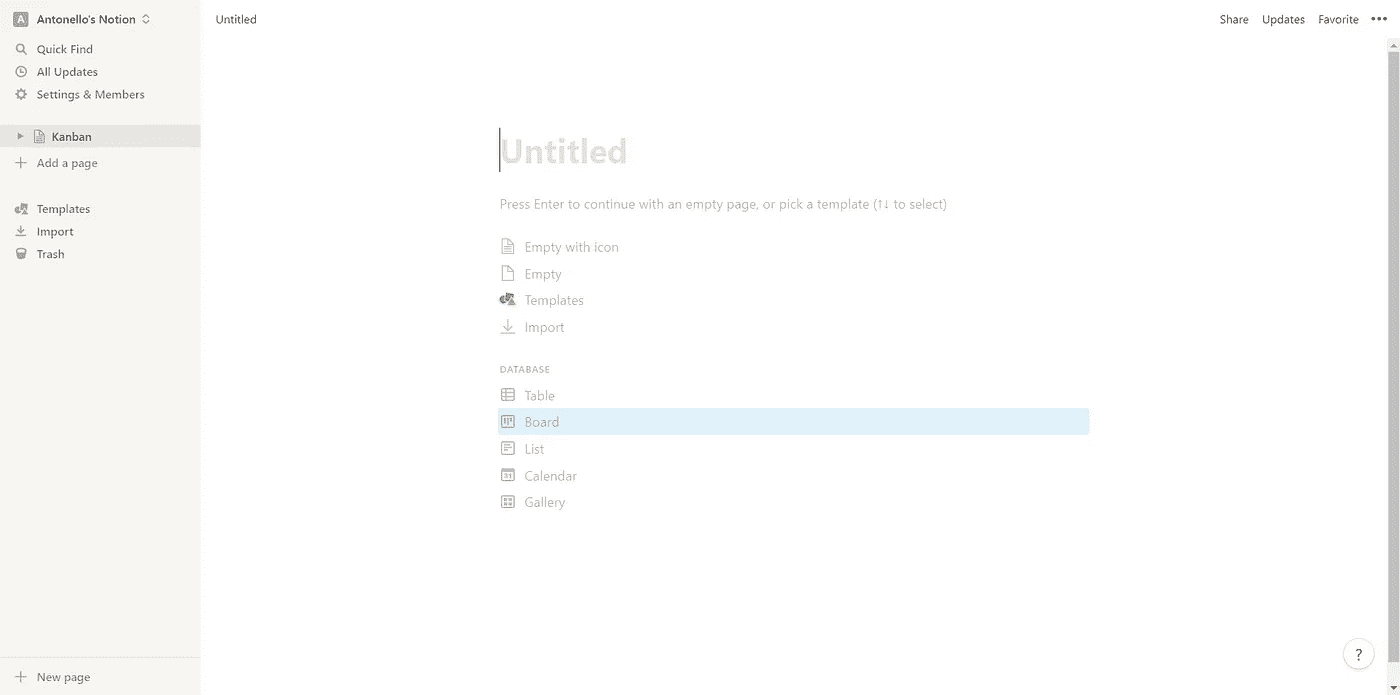 A Antonello's Notion
Quick Find
All Updates
Settings & Members
Kanban
Add a page
Templates
Import
Trash
New page
Untitled
Share Updates Favorite •••
Untitled
Press Enter to continue with an empty page, or pick a template (↑↓ to select)
Empty with icon
Empty
Templates
Import
DATABASE
Table
Board
List
31 Calendar
Gallery
?